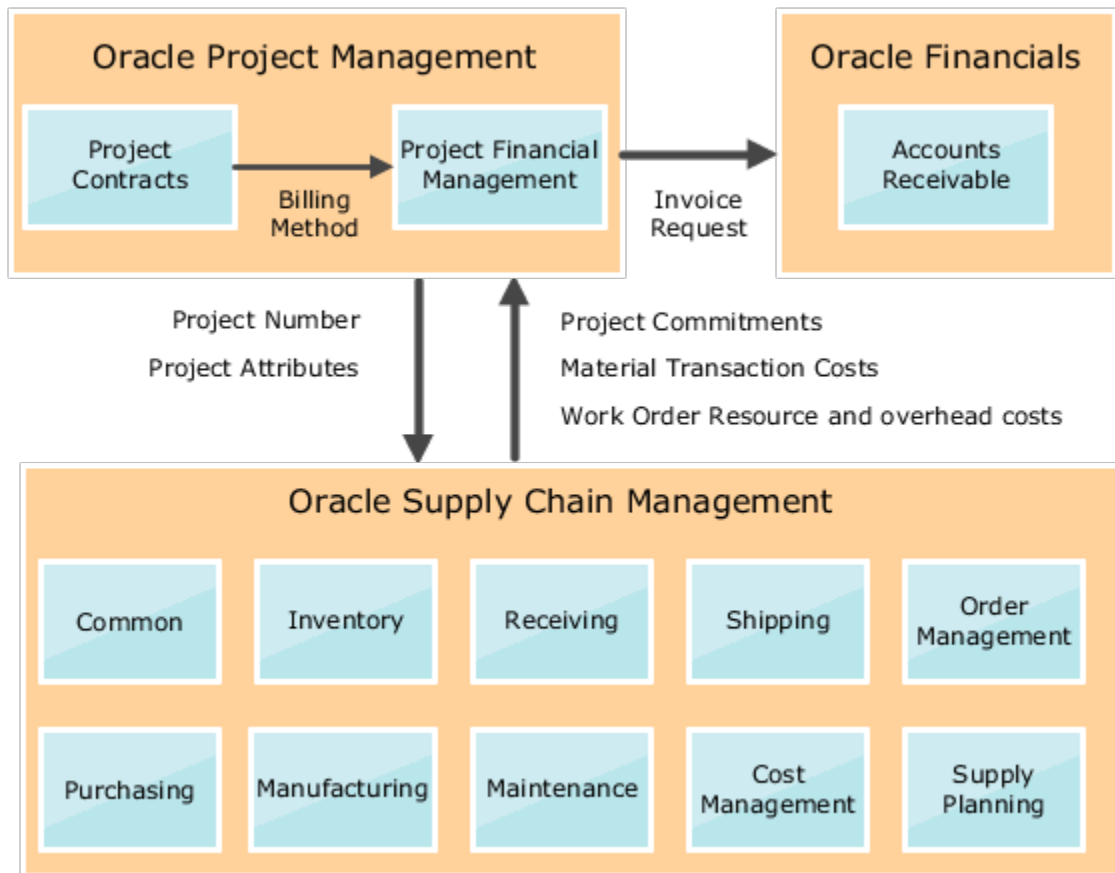 Oracle Project Management
Project
Contracts
Billing
Method
Project Financial
Management
Invoice
Request
Oracle Financials
Accounts
Receivable
Project Number
Project Attributes
Project Commitments
Material Transaction Costs
Work Order Resource and overhead costs
Oracle Supply Chain Management
Common
Inventory
Receiving
Shipping
Order
Management
Purchasing
Manufacturing
Maintenance
Cost
Management
Supply
Planning